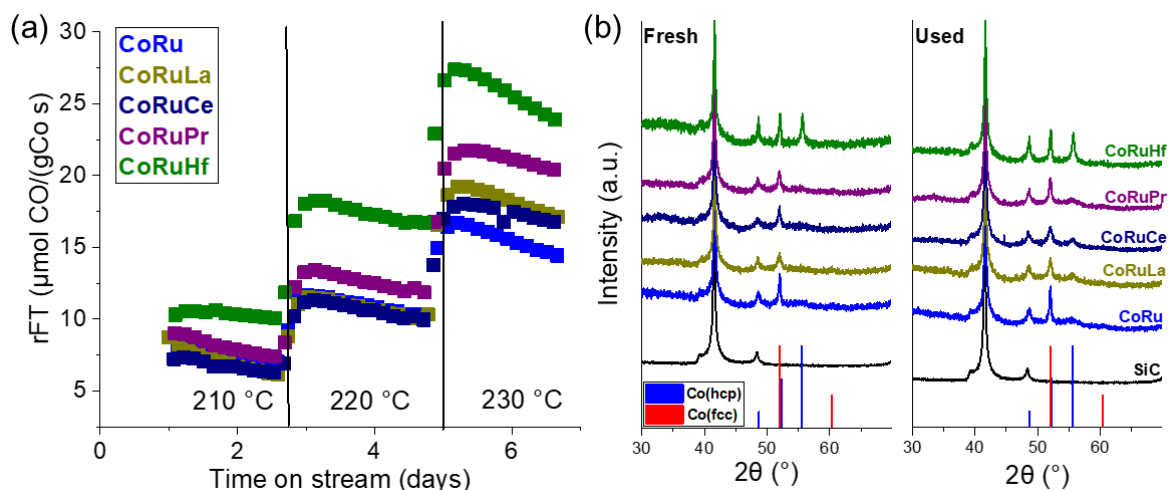 (a)
rFT (μmol CO/(gCo s)
30
25
20
15
10
5
CoRu
CoRuLa
CoRuCe
CoRuPr
CoRuHf
210 °C
220 °C
230 °C
0 2 4 6
Time on stream (days)
(b)
Intensity (a.u.)
Fresh
Co(hcp)
Co(fcc)
30 40 50 60
2θ (°)
Used
CoRuHf
CoRuPr
CoRuCe
CoRuLa
CoRu
SiC
30 40 50 60
2θ (°)